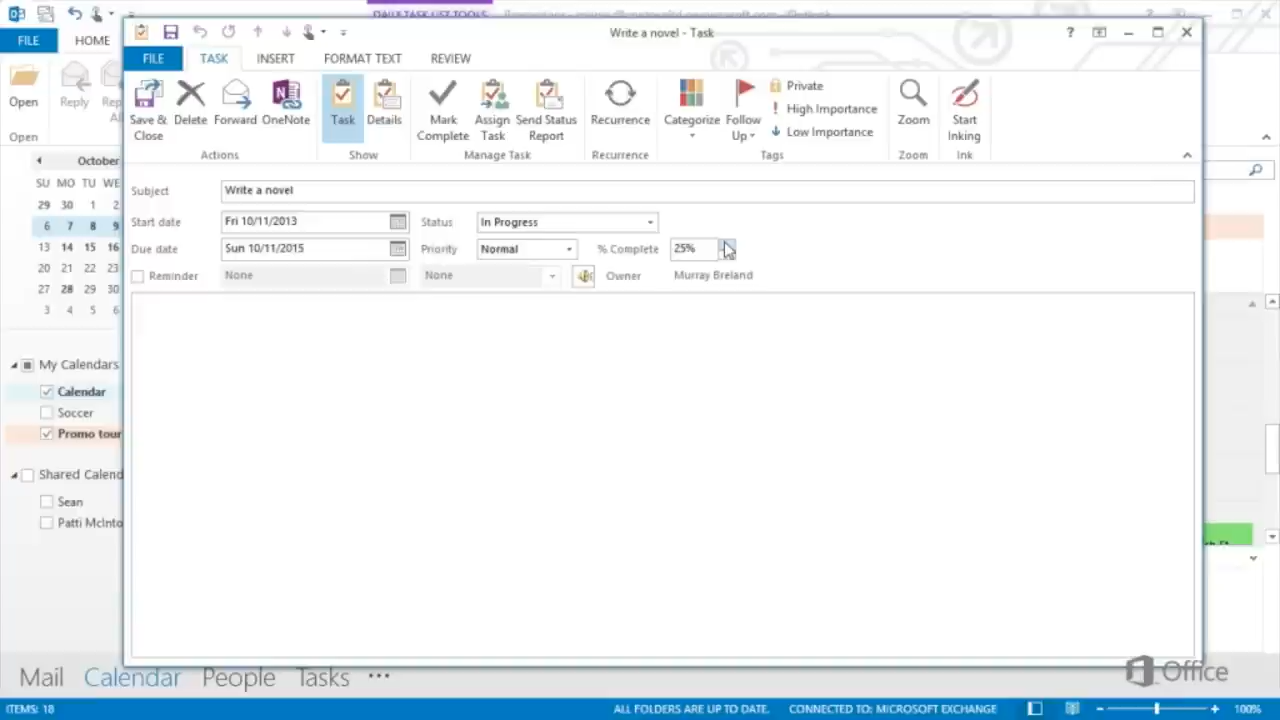 DAILY TASK LIST TOOLS
FILE HOME
Write a novel - Task
FILE TASK INSERT FORMAT TEXT REVIEW
Open
Reply
Save & Close
Delete
Forward
OneNote
Task
Details
Mark Complete
Assign Task
Send Status Report
Recurrence
Categorize
Follow Up
Private
High Importance
Low Importance
Zoom
Start Inking
Open
Actions Show Manage Task Recurrence Tags Zoom Ink
October
SU MO TU WE
29 30 1 2
6 7 8 9
13 14 15 16
20 21 22 23
27 28 29 30
3 4 5 6
Subject Write a novel
Start date Fri 10/11/2013 Status In Progress
Due date Sun 10/11/2015 Priority Normal % Complete 25%
Reminder None None Owner Murray Breland
My Calendars
Calendar
Soccer
Promo tour
Shared Calend
Sean
Patti McInto
Mail Calendar People Tasks •••
Office
ITEMS: 18 ALL FOLDERS ARE UP TO DATE. CONNECTED TO: MICROSOFT EXCHANGE 100%